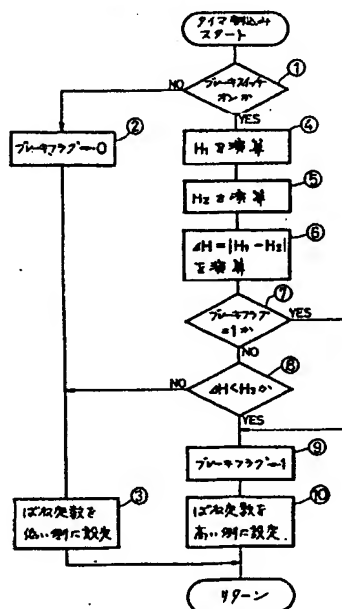 タイマ割込み
スタート
①
ブレーキスイッチ
オンか
NO
YES
②
ブレーキフラグ←0
④
H₁を演算
⑤
H₂を演算
⑥
ΔH=|H₁-H₂|
を演算
⑦
ブレーキフラグ
=1か
YES
NO
⑧
ΔH<H₃か
NO
YES
⑨
ブレーキフラグ←1
③
ばね定数を
低い側に設定
⑩
ばね定数を
高い側に設定
リターン